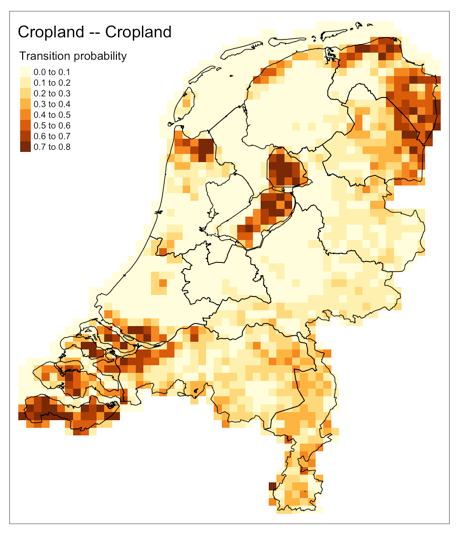 Cropland -- Cropland
Transition probability
0.0 to 0.1
0.1 to 0.2
0.2 to 0.3
0.3 to 0.4
0.4 to 0.5
0.5 to 0.6
0.6 to 0.7
0.7 to 0.8